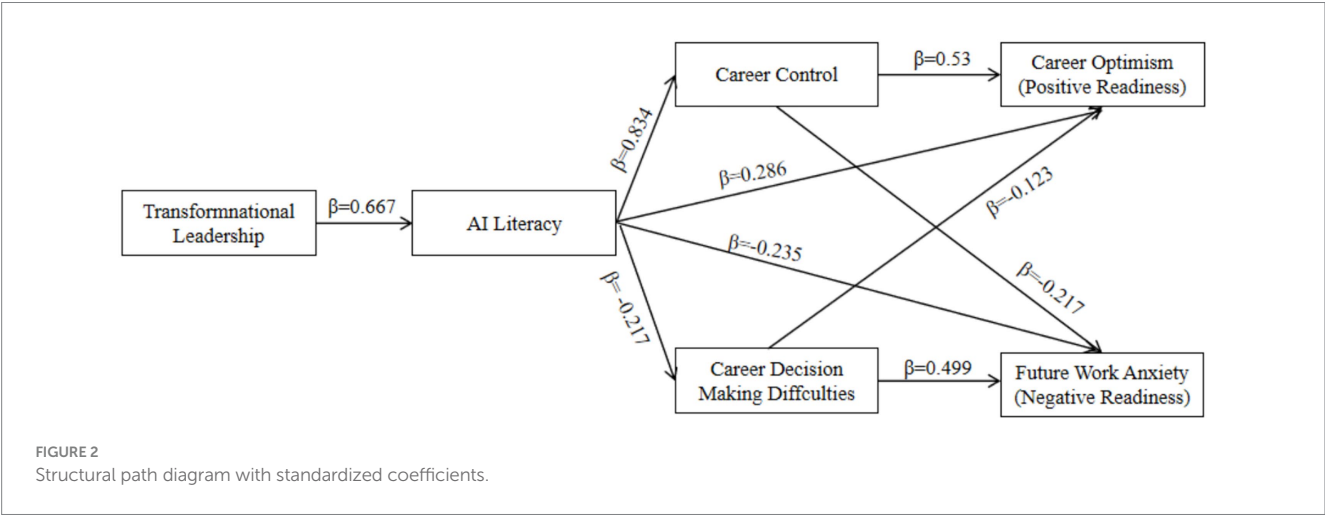 Career Control
β=0.53
Career Optimism
(Positive Readiness)
β=0.834
β=0.286
β=-0.123
Transformnational
Leadership
β=0.667
AI Literacy
β=-0.235
β= -0.217
β=-0.217
Career Decision
Making Diffculties
β=0.499
Future Work Anxiety
(Negative Readiness)
FIGURE 2
Structural path diagram with standardized coefficients.